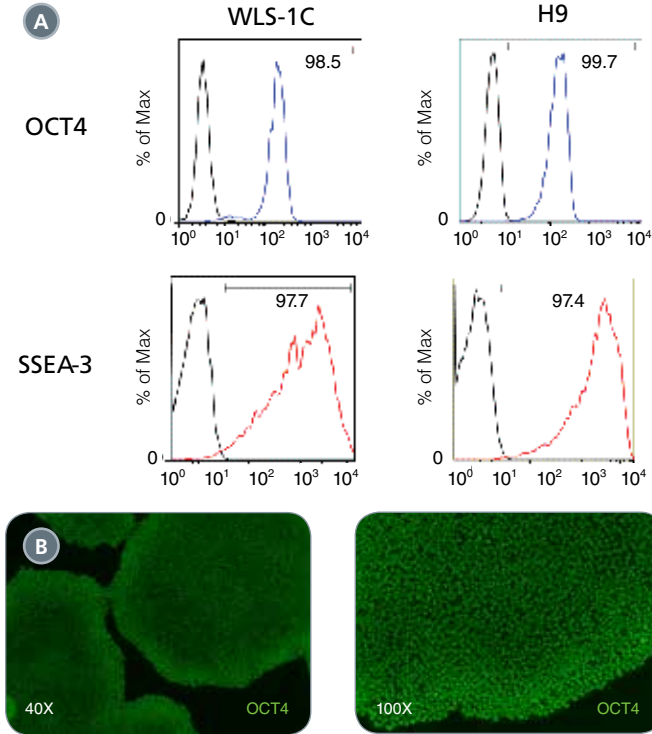 A
WLS-1C
H9
OCT4
% of Max
98.5
0
10⁰ 10¹ 10² 10³ 10⁴
% of Max
99.7
0
10⁰ 10¹ 10² 10³ 10⁴
SSEA-3
% of Max
97.7
0
10⁰ 10¹ 10² 10³ 10⁴
% of Max
97.4
0
10⁰ 10¹ 10² 10³ 10⁴
B
40X OCT4
100X OCT4